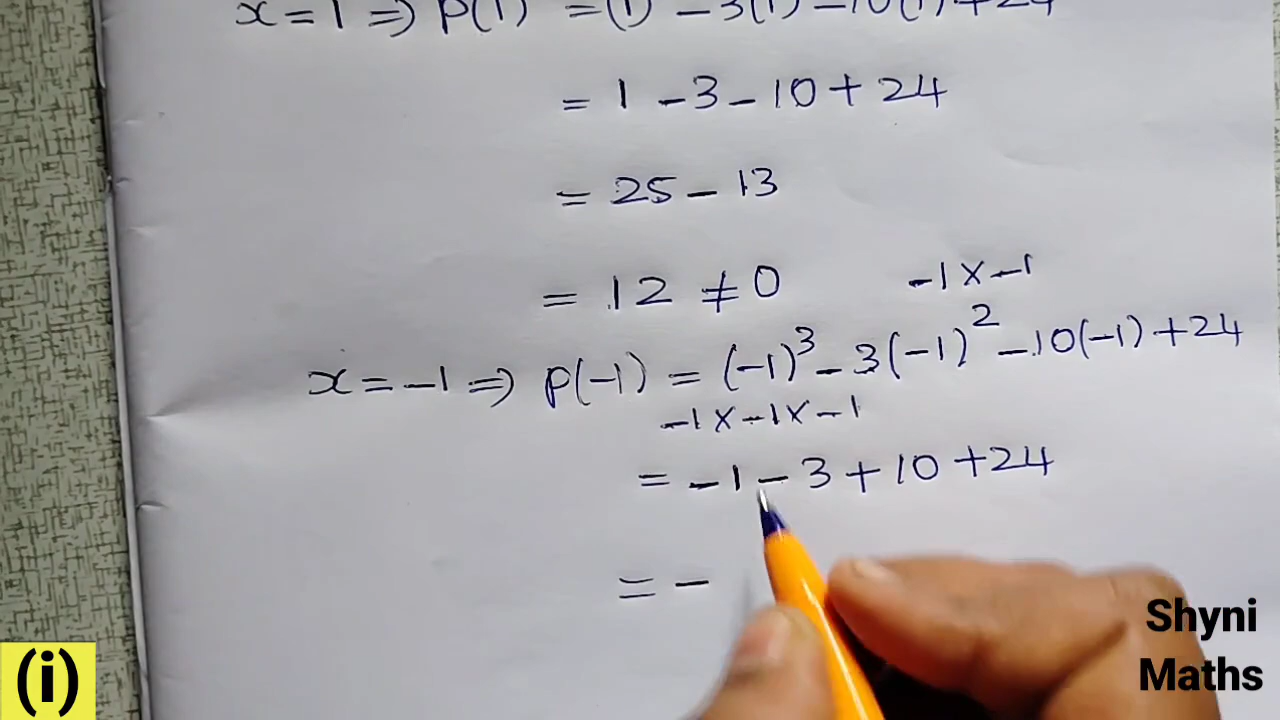 x = 1 ⇒ p(1) = (1) - 3(1) - 10(1) + 24
= 1 - 3 - 10 + 24
= 25 - 13
= 12 ≠ 0
-1 x -1
x = -1 ⇒ p(-1) = (-1)³ - 3(-1)² - 10(-1) + 24
-1 x -1 x -1
= -1 - 3 + 10 + 24
= -
(i)
Shyni
Maths